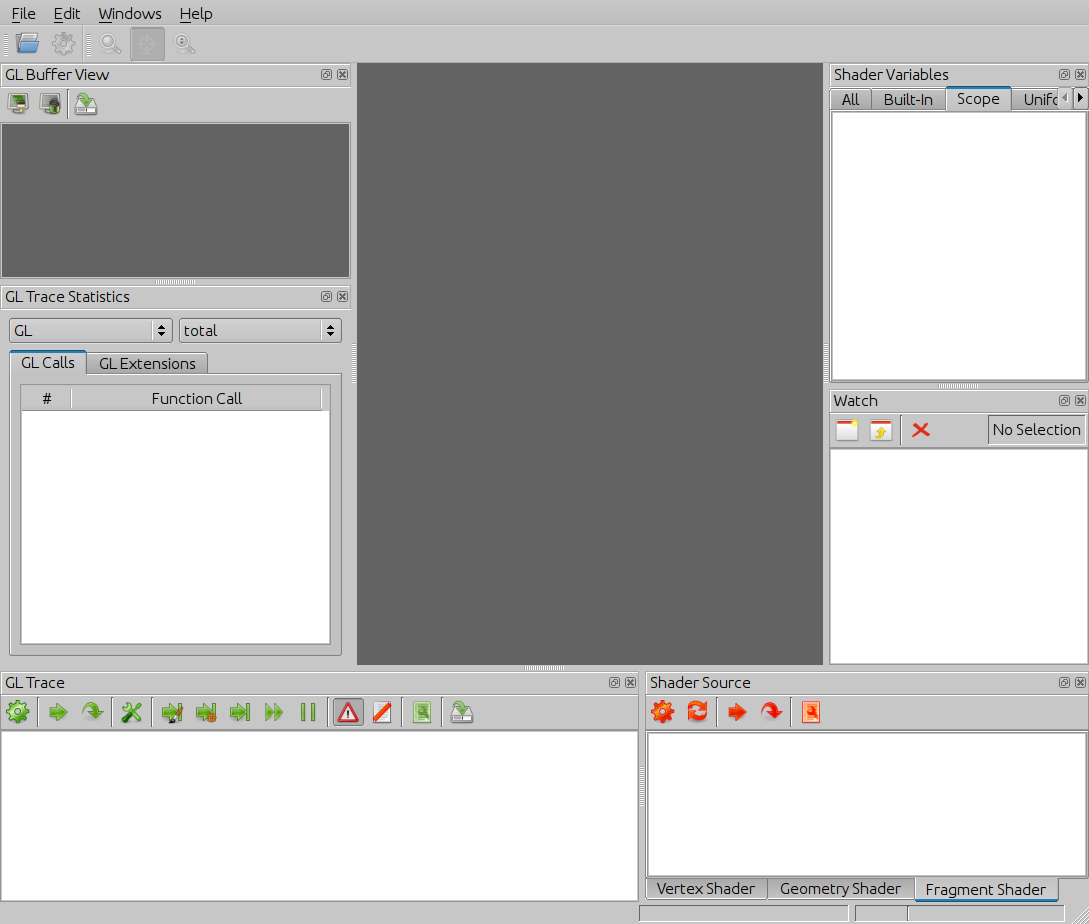 File Edit Windows Help
GL Buffer View
GL Trace Statistics
GL total
GL Calls GL Extensions
# Function Call
Shader Variables
All Built-In Scope Unifo
Watch
No Selection
GL Trace
Shader Source
Vertex Shader Geometry Shader Fragment Shader